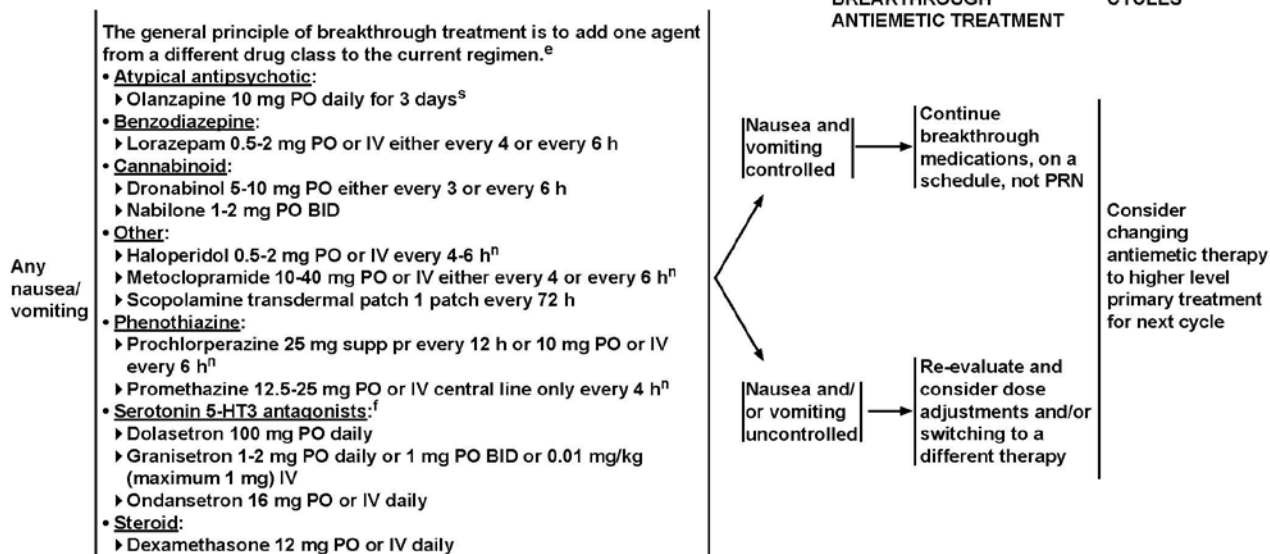 BREAKTHROUGH
ANTIEMETIC TREATMENT
CYCLES
Any
nausea/
vomiting
The general principle of breakthrough treatment is to add one agent
from a different drug class to the current regimen.e
• Atypical antipsychotic:
▸ Olanzapine 10 mg PO daily for 3 dayss
• Benzodiazepine:
▸ Lorazepam 0.5-2 mg PO or IV either every 4 or every 6 h
• Cannabinoid:
▸ Dronabinol 5-10 mg PO either every 3 or every 6 h
▸ Nabilone 1-2 mg PO BID
• Other:
▸ Haloperidol 0.5-2 mg PO or IV every 4-6 hn
▸ Metoclopramide 10-40 mg PO or IV either every 4 or every 6 hn
▸ Scopolamine transdermal patch 1 patch every 72 h
• Phenothiazine:
▸ Prochlorperazine 25 mg supp pr every 12 h or 10 mg PO or IV
every 6 hn
▸ Promethazine 12.5-25 mg PO or IV central line only every 4 hn
• Serotonin 5-HT3 antagonists:f
▸ Dolasetron 100 mg PO daily
▸ Granisetron 1-2 mg PO daily or 1 mg PO BID or 0.01 mg/kg
(maximum 1 mg) IV
▸ Ondansetron 16 mg PO or IV daily
• Steroid:
▸ Dexamethasone 12 mg PO or IV daily
Nausea and
vomiting
controlled
Continue
breakthrough
medications, on a
schedule, not PRN
Nausea and/
or vomiting
uncontrolled
Re-evaluate and
consider dose
adjustments and/or
switching to a
different therapy
Consider
changing
antiemetic therapy
to higher level
primary treatment
for next cycle